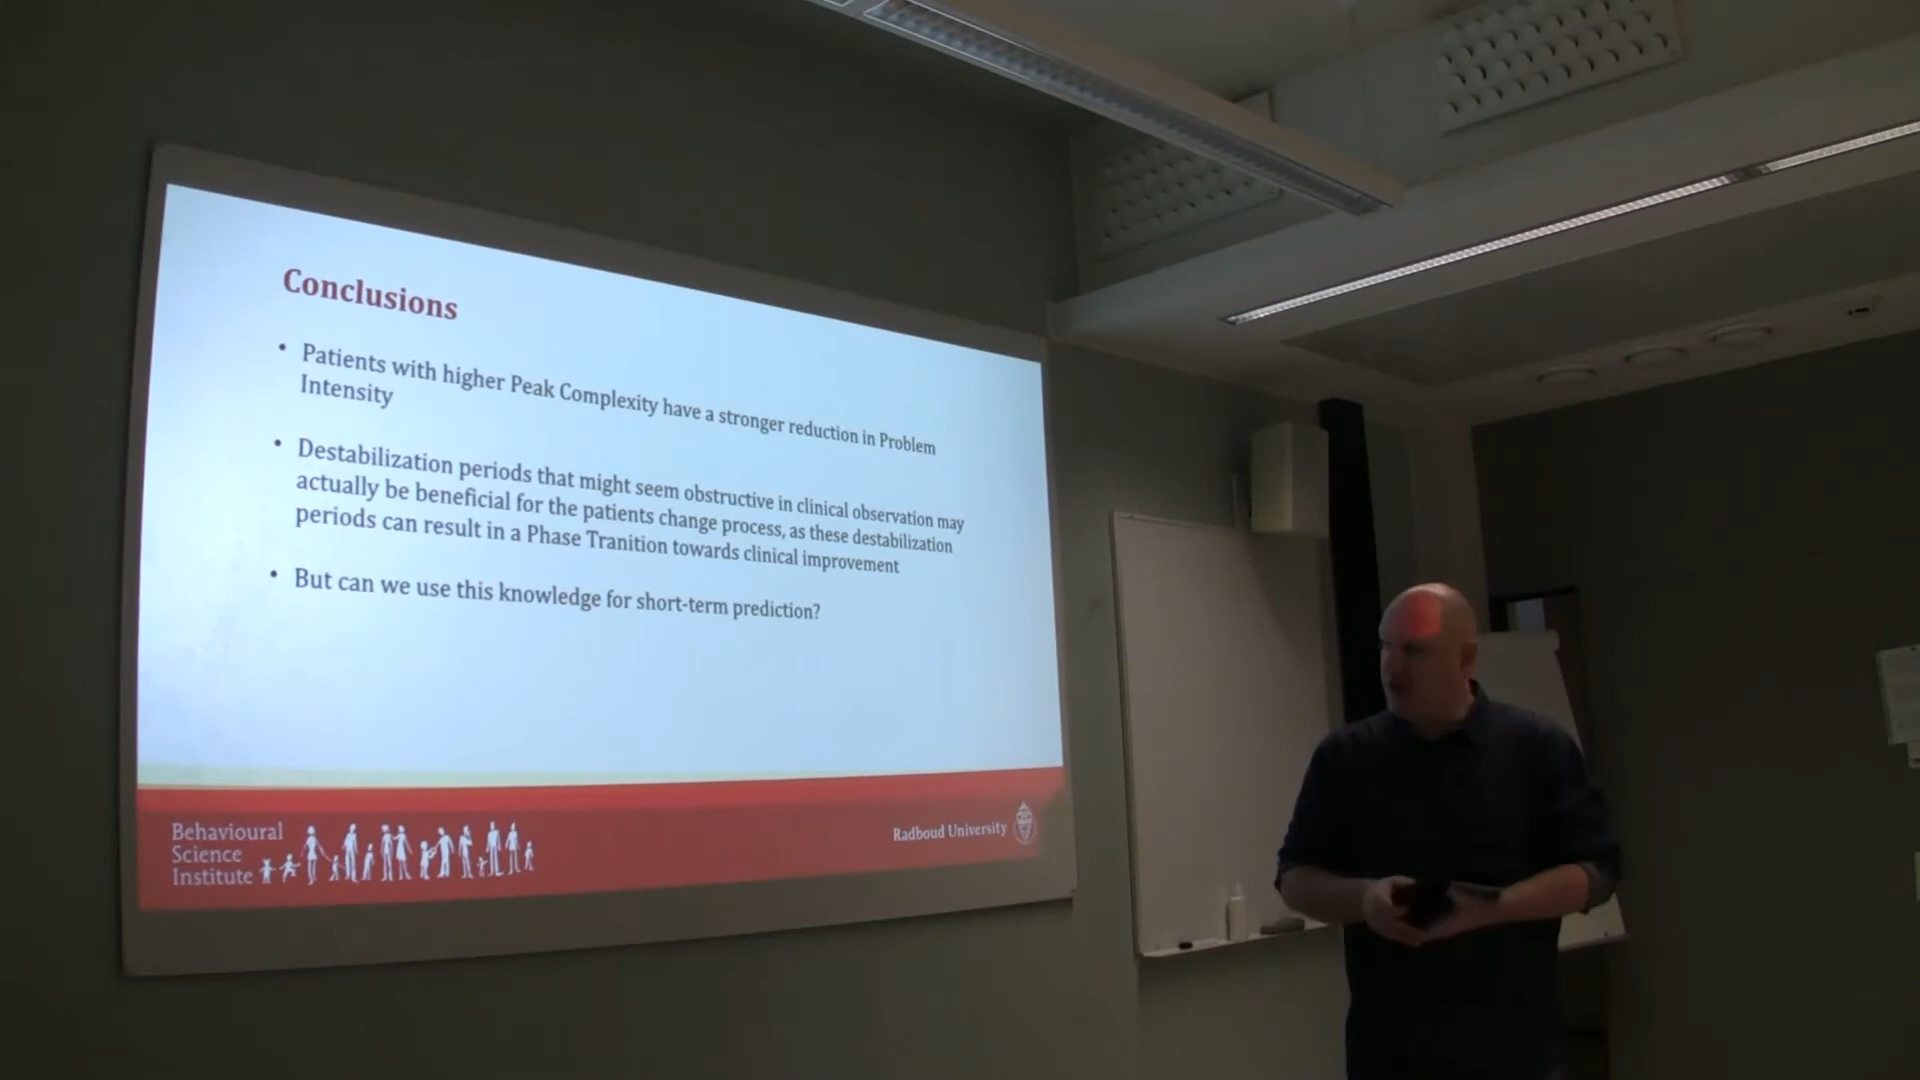 Conclusions
• Patients with higher Peak Complexity have a stronger reduction in Problem
Intensity
• Destabilization periods that might seem obstructive in clinical observation may
actually be beneficial for the patients change process, as these destabilization
periods can result in a Phase Tranition towards clinical improvement
• But can we use this knowledge for short-term prediction?
Behavioural
Science
Institute
Radboud University